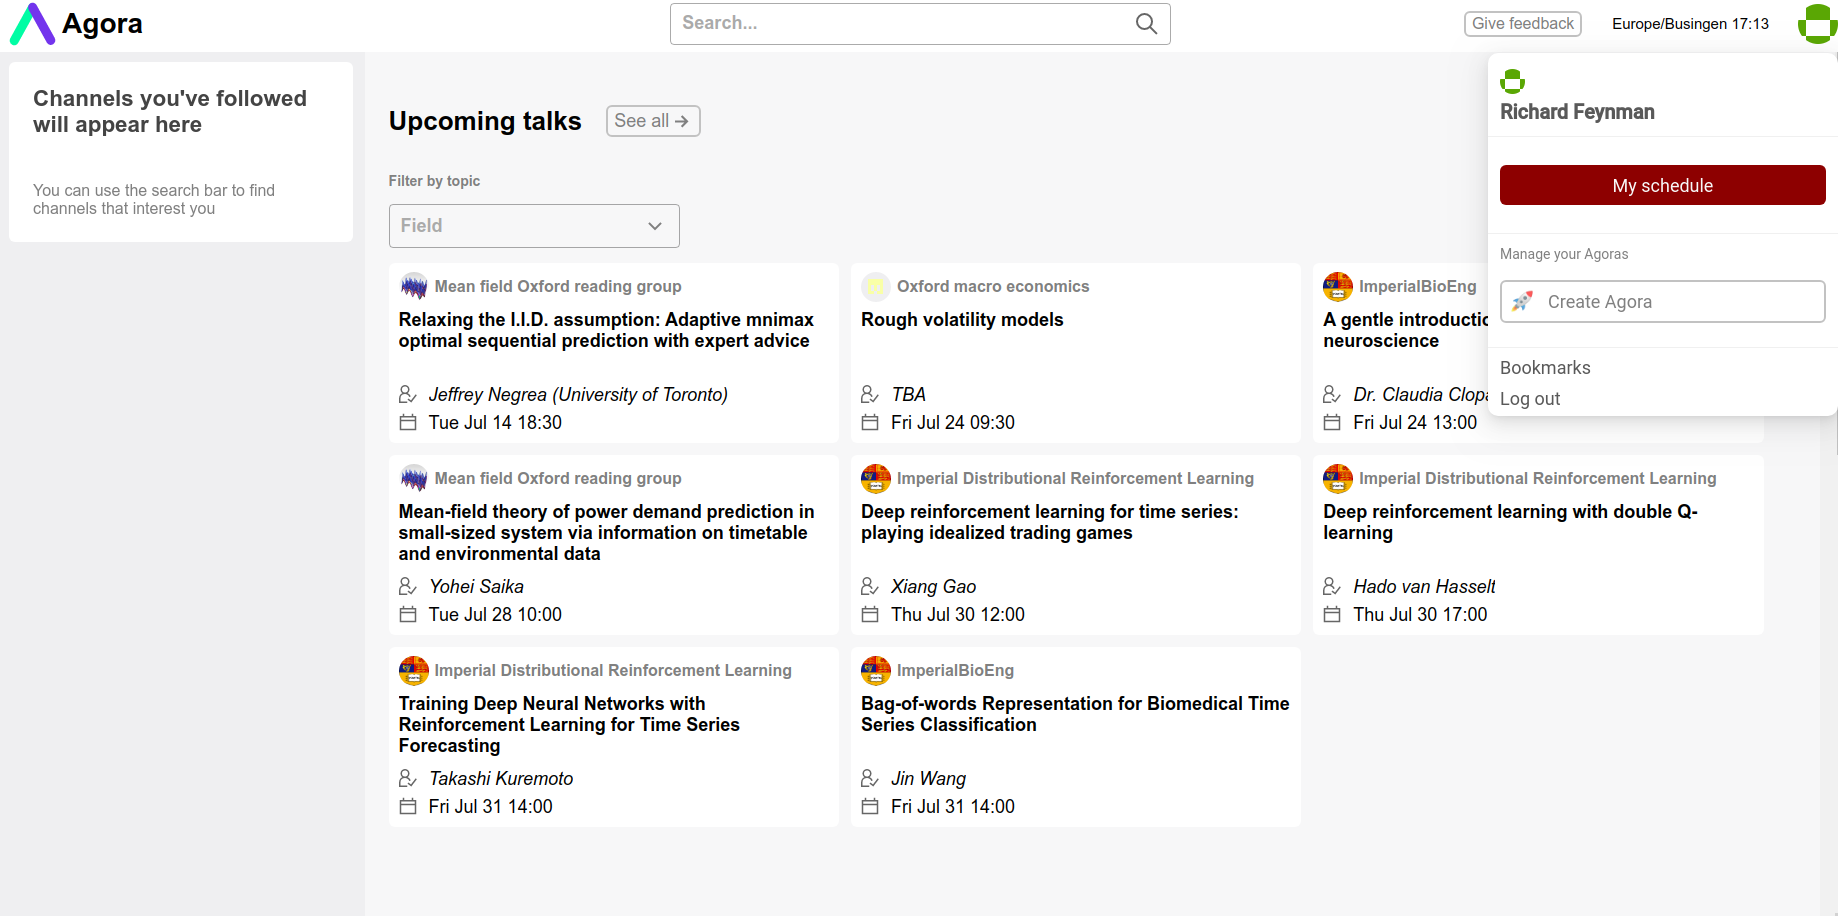 Agora
Search...
Give feedback
Europe/Busingen 17:13
Channels you've followed
will appear here
You can use the search bar to find
channels that interest you
Upcoming talks
See all
Filter by topic
Field
Richard Feynman
My schedule
Manage your Agoras
Create Agora
Bookmarks
Log out
Mean field Oxford reading group
Relaxing the I.I.D. assumption: Adaptive mnimax
optimal sequential prediction with expert advice
Jeffrey Negrea (University of Toronto)
Tue Jul 14 18:30
Oxford macro economics
Rough volatility models
TBA
Fri Jul 24 09:30
ImperialBioEng
A gentle
neuroscience
Dr. Claudia
Fri Jul 24 13:00
Mean field Oxford reading group
Mean-field theory of power demand prediction in
small-sized system via information on timetable
and environmental data
Yohei Saika
Tue Jul 28 10:00
Imperial Distributional Reinforcement Learning
Deep reinforcement learning for time series:
playing idealized trading games
Xiang Gao
Thu Jul 30 12:00
Imperial Distributional Reinforcement Learning
Deep reinforcement learning with double Q-
learning
Hado van Hasselt
Thu Jul 30 17:00
Imperial Distributional Reinforcement Learning
Training Deep Neural Networks with
Reinforcement Learning for Time Series
Forecasting
Takashi Kuremoto
Fri Jul 31 14:00
ImperialBioEng
Bag-of-words Representation for Biomedical Time
Series Classification
Jin Wang
Fri Jul 31 14:00